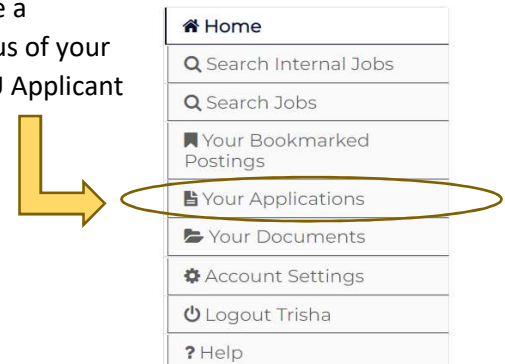 e a
us of your
Applicant
Home
Search Internal Jobs
Search Jobs
Your Bookmarked
Postings
Your Applications
Your Documents
Account Settings
Logout Trisha
? Help